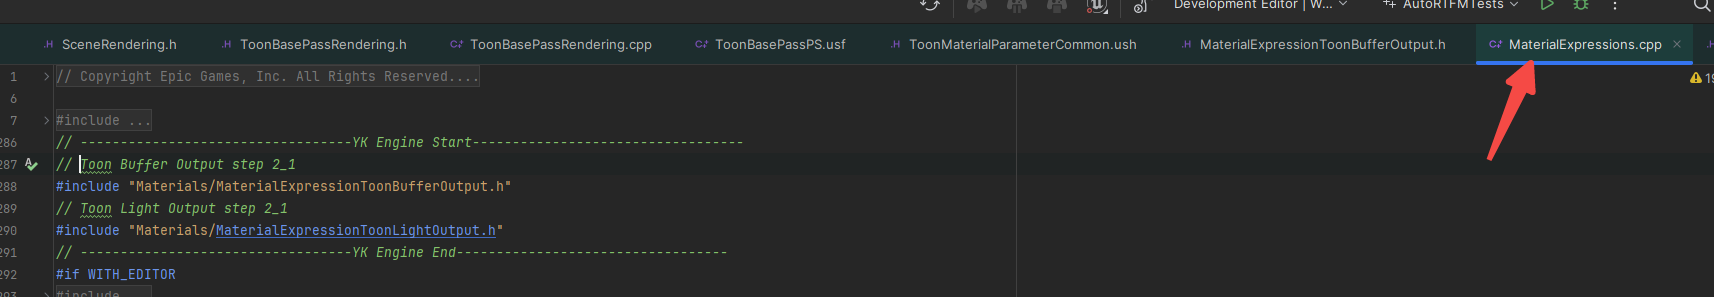 Development Editor | W... AutoRTFMTests
SceneRendering.h ToonBasePassRendering.h ToonBasePassRendering.cpp ToonBasePassPS.usf ToonMaterialParameterCommon.ush MaterialExpressionToonBufferOutput.h MaterialExpressions.cpp
1 // Copyright Epic Games, Inc. All Rights Reserved....
6
7 #include ...
286 // ----------------------------------YK Engine Start----------------------------------
287 // Toon Buffer Output step 2_1
288 #include "Materials/MaterialExpressionToonBufferOutput.h"
289 // Toon Light Output step 2_1
290 #include "Materials/MaterialExpressionToonLightOutput.h"
291 // ----------------------------------YK Engine End----------------------------------
292 #if WITH_EDITOR
293 #include ...